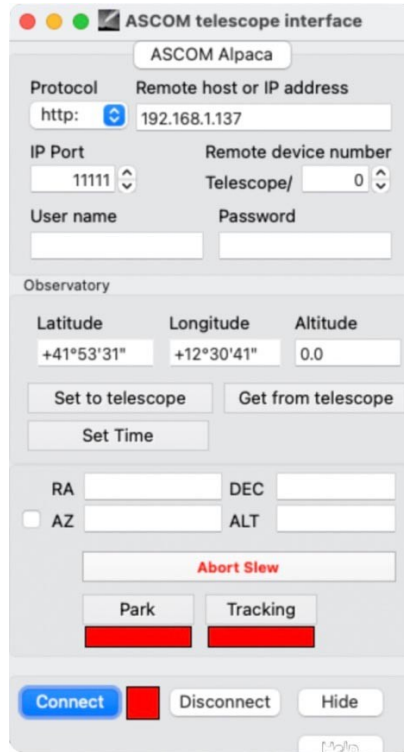 ASCOM telescope interface
ASCOM Alpaca
Protocol Remote host or IP address
http: 192.168.1.137
IP Port Remote device number
11111 Telescope/ 0
User name Password
Observatory
Latitude Longitude Altitude
+41°53'31" +12°30'41" 0.0
Set to telescope Get from telescope
Set Time
RA DEC
AZ ALT
Abort Slew
Park Tracking
Connect Disconnect Hide
Help